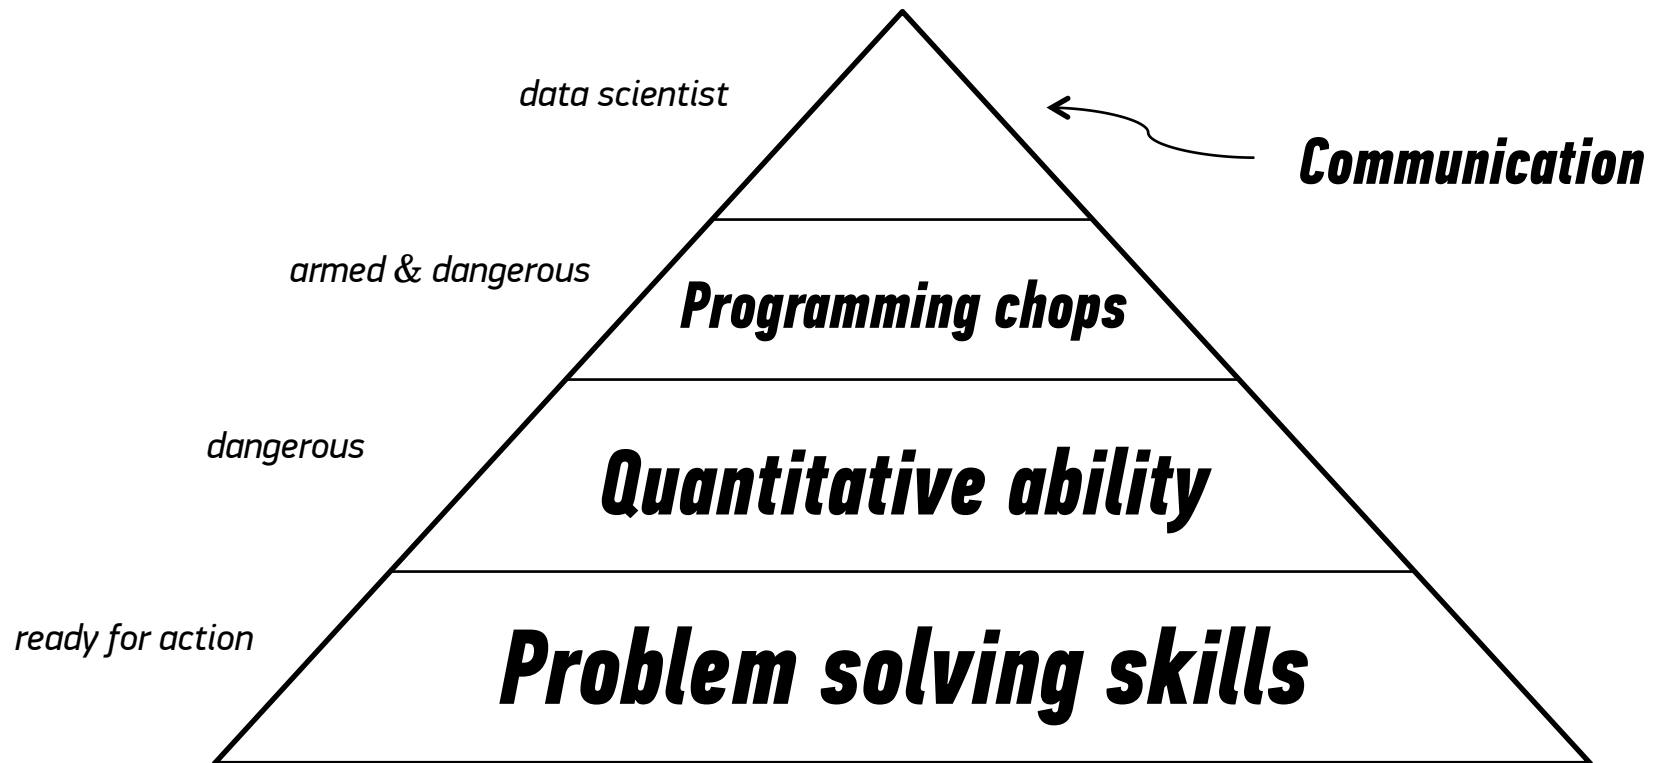 data scientist
Communication
armed & dangerous
Programming chops
dangerous
Quantitative ability
ready for action
Problem solving skills